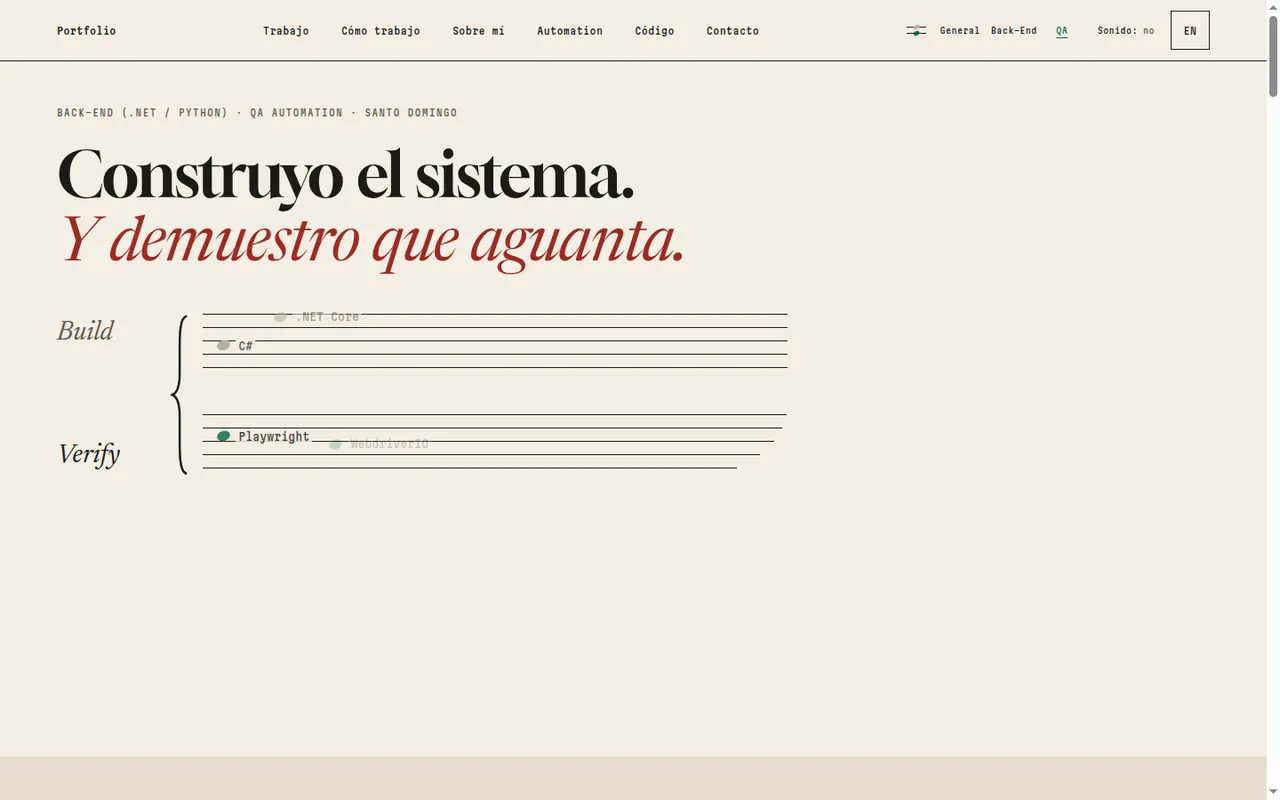 Portfolio
Trabajo
Cómo trabajo
Sobre mí
Automation
Código
Contacto
General
Back-End
QA
Sonido: no
EN
BACK-END (.NET / PYTHON) · QA AUTOMATION · SANTO DOMINGO
Construyo el sistema.
Y demuestro que aguanta.
Build
.NET Core
C#
Verify
Playwright
WebdriverIO